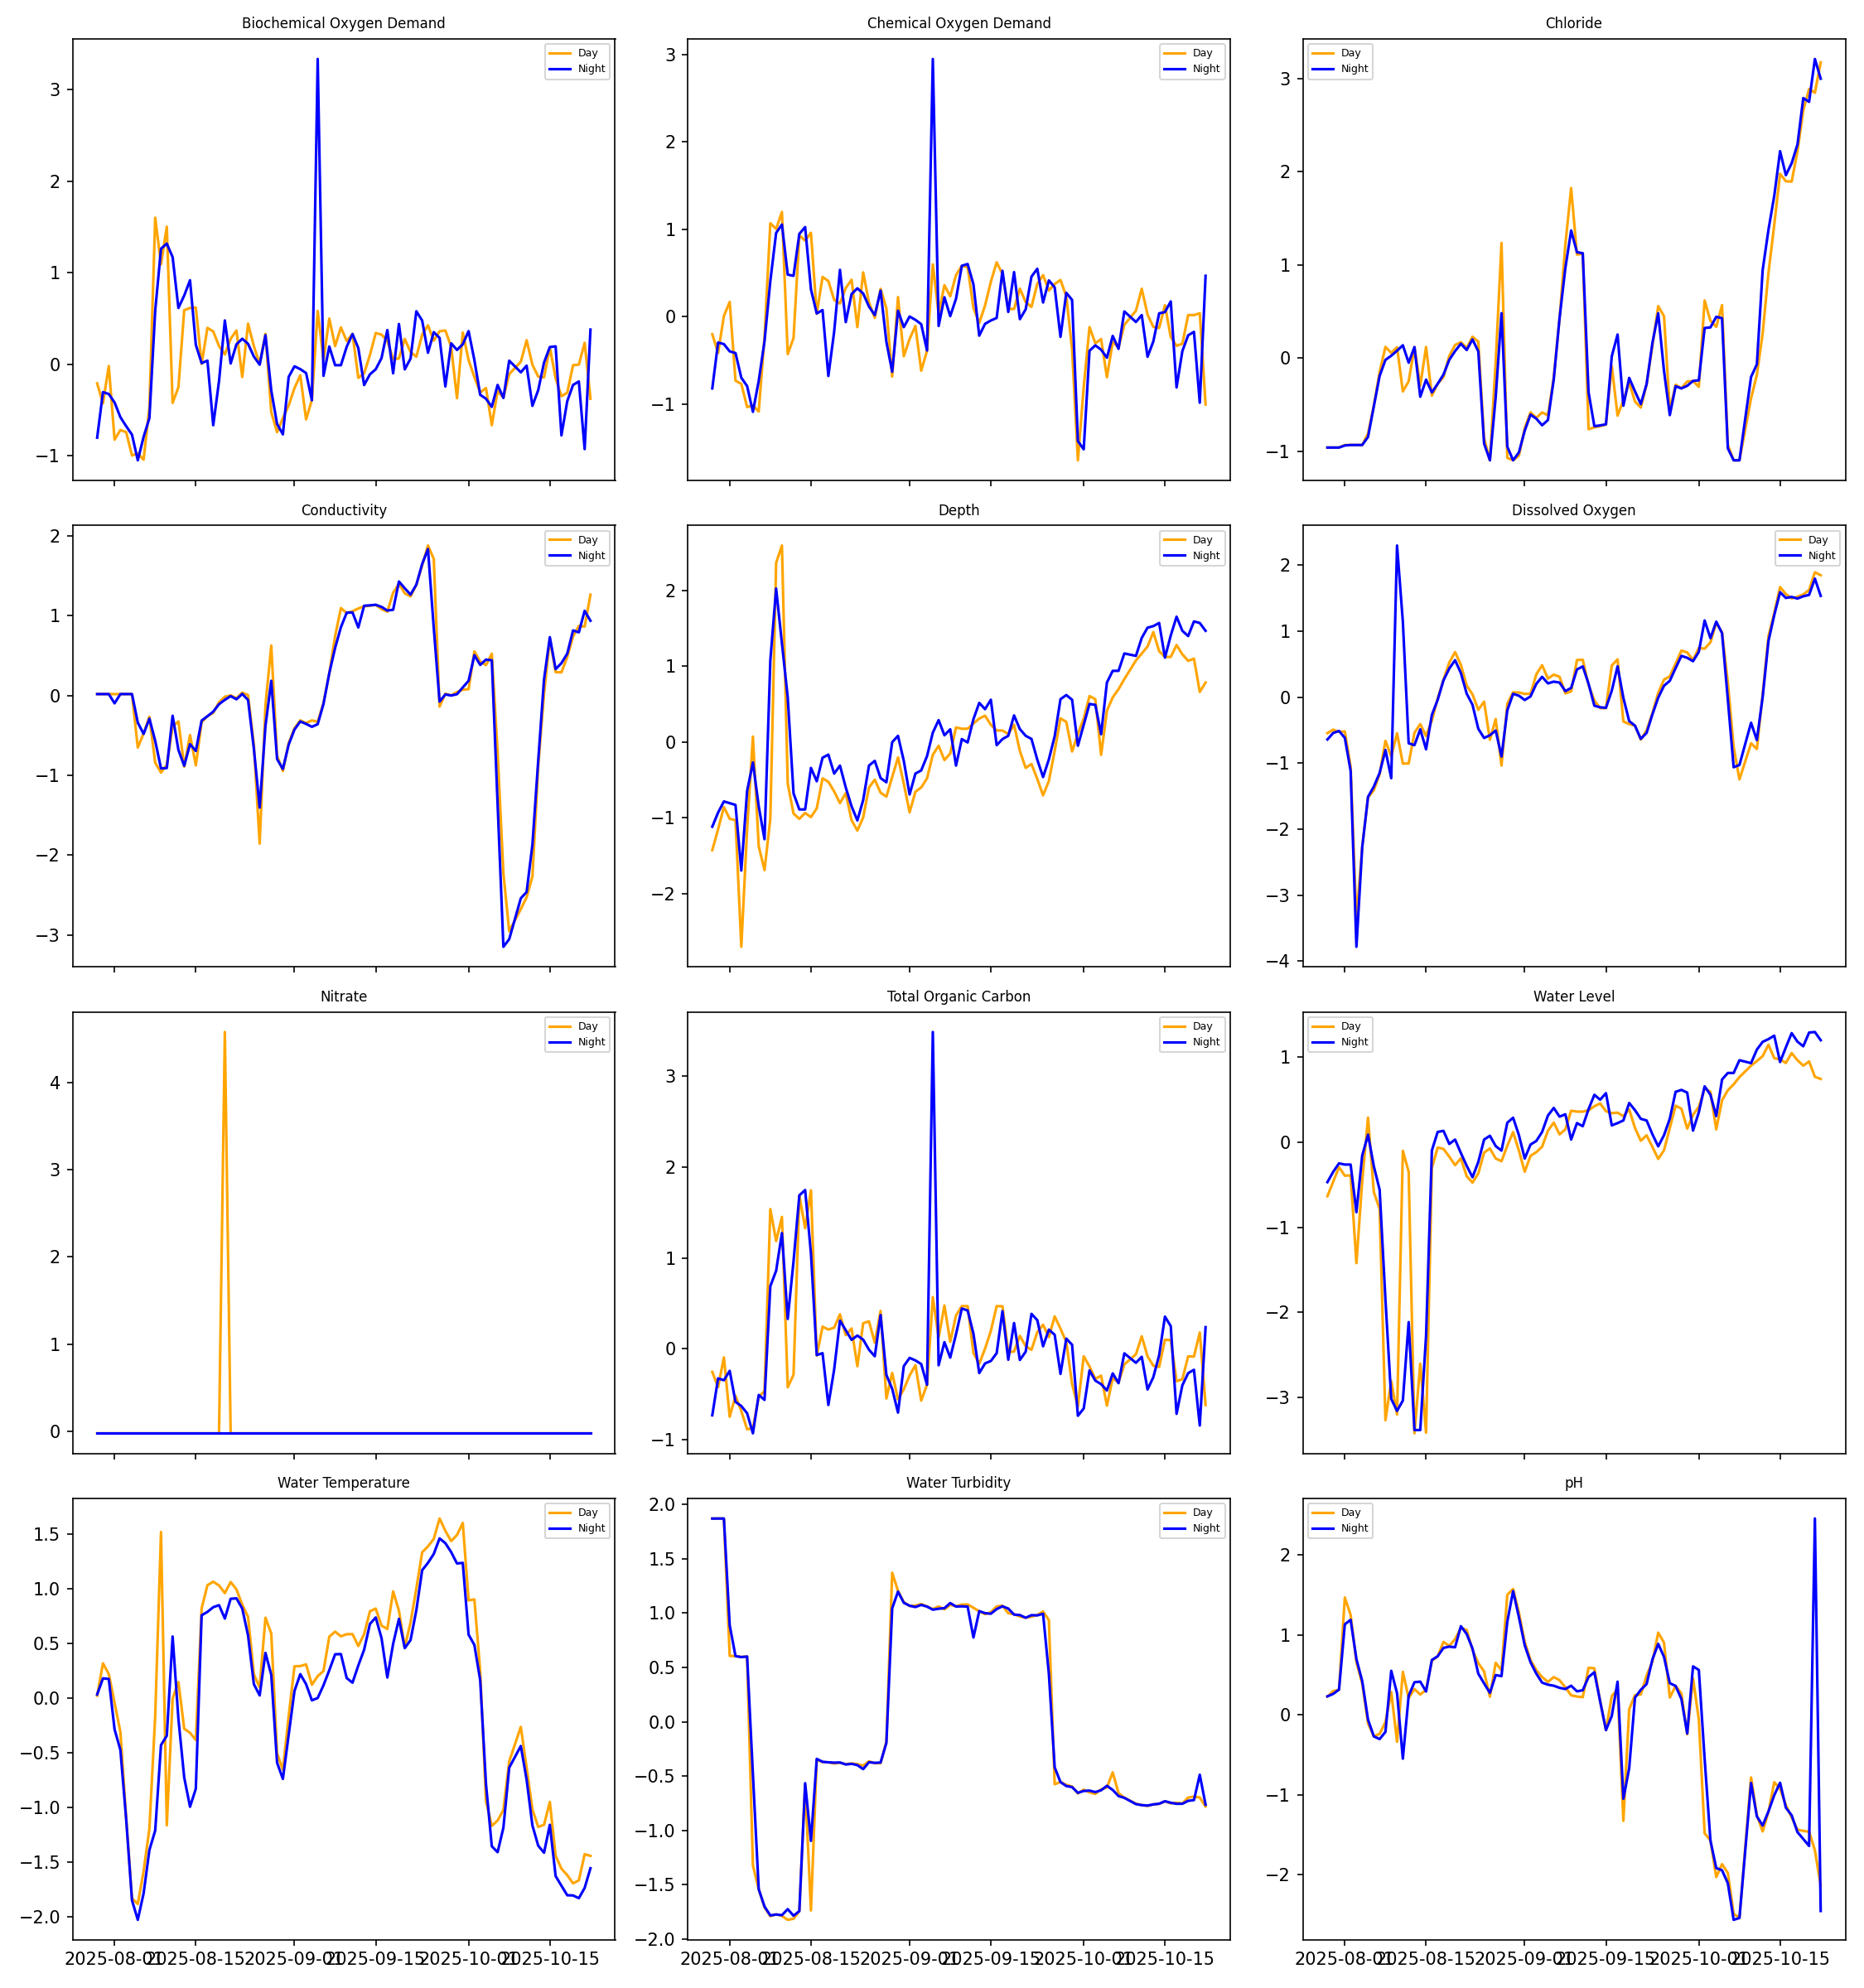 Biochemical Oxygen Demand
Day
Night
3
2
1
0
−1
Chemical Oxygen Demand
Day
Night
3
2
1
0
−1
Chloride
Day
Night
3
2
1
0
−1
Conductivity
Day
Night
2
1
0
−1
−2
−3
Depth
Day
Night
2
1
0
−1
−2
Dissolved Oxygen
Day
Night
2
1
0
−1
−2
−3
−4
Nitrate
Day
Night
4
3
2
1
0
Total Organic Carbon
Day
Night
3
2
1
0
−1
Water Level
Day
Night
1
0
−1
−2
−3
Water Temperature
Day
Night
1.5
1.0
0.5
0.0
−0.5
−1.0
−1.5
−2.0
2025-08-01 2025-08-15 2025-09-01 2025-09-15 2025-10-01 2025-10-15
Water Turbidity
Day
Night
2.0
1.5
1.0
0.5
0.0
−0.5
−1.0
−1.5
−2.0
2025-08-01 2025-08-15 2025-09-01 2025-09-15 2025-10-01 2025-10-15
pH
Day
Night
2
1
0
−1
−2
2025-08-01 2025-08-15 2025-09-01 2025-09-15 2025-10-01 2025-10-15